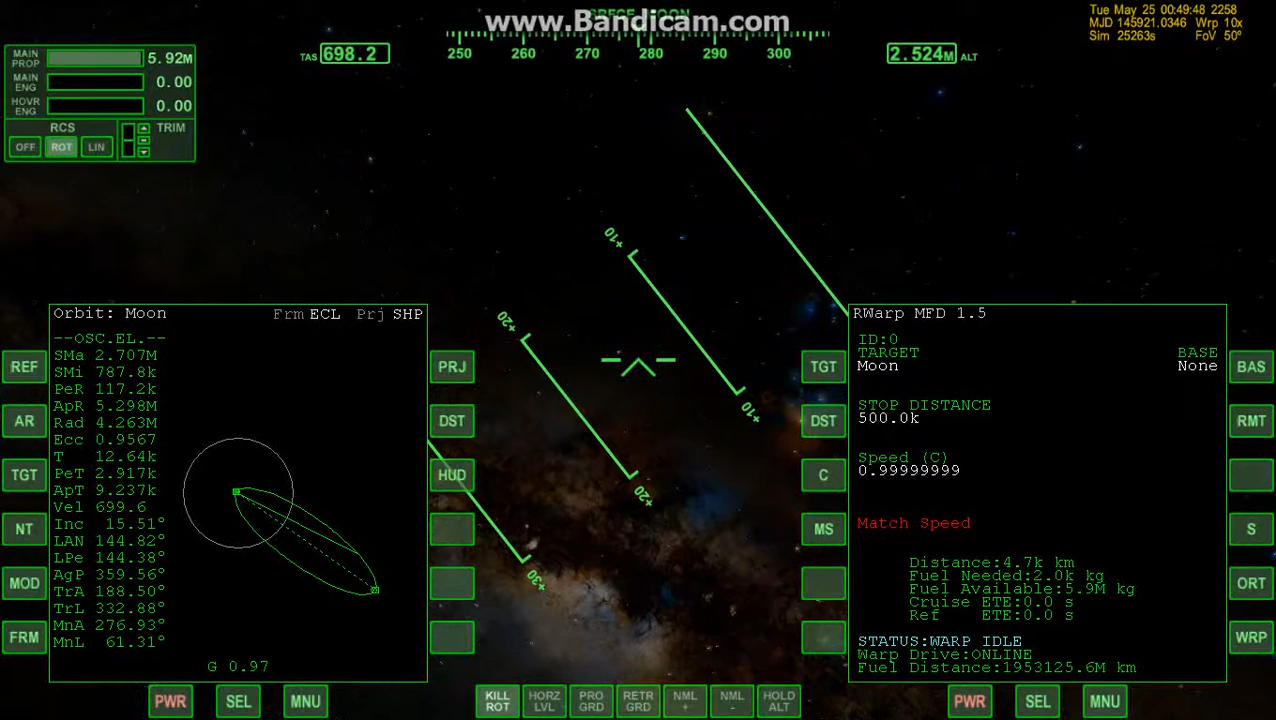 www.Bandicam.com
Tue May 25 00:49:48 2258
MJD 145921.0346 Wrp 10x
Sim 25263s FoV 50°
MAIN PROP 5.92M
MAIN ENG 0.00
HOVR ENG 0.00
RCS TRIM
OFF ROT LIN
TAS 698.2
250 260 270 280 290 300
2.524M ALT
+10 +10
+20 +20
+30
Orbit: Moon Frm ECL Prj SHP
--OSC.EL.--
SMa 2.707M
SMi 787.8k
PeR 117.2k
ApR 5.298M
Rad 4.263M
Ecc 0.9567
T 12.64k
PeT 2.917k
ApT 9.237k
Vel 699.6
Inc 15.51°
LAN 144.82°
LPe 144.38°
AgP 359.56°
TrA 188.50°
TrL 332.88°
MnA 276.93°
MnL 61.31°
G 0.97
REF
AR
TGT
NT
MOD
FRM
PRJ
DST
HUD
PWR SEL MNU
KILL ROT
HORZ LVL
PRO GRD
RETR GRD
NML +
NML -
HOLD ALT
RWarp MFD 1.5
ID:0
TARGET BASE
Moon None
STOP DISTANCE
500.0k
Speed (C)
0.99999999
Match Speed
Distance:4.7k km
Fuel Needed:2.0k kg
Fuel Available:5.9M kg
Cruise ETE:0.0 s
Ref ETE:0.0 s
STATUS:WARP IDLE
Warp Drive:ONLINE
Fuel Distance:1953125.6M km
TGT
DST
C
MS
BAS
RMT
S
ORT
WRP
PWR SEL MNU